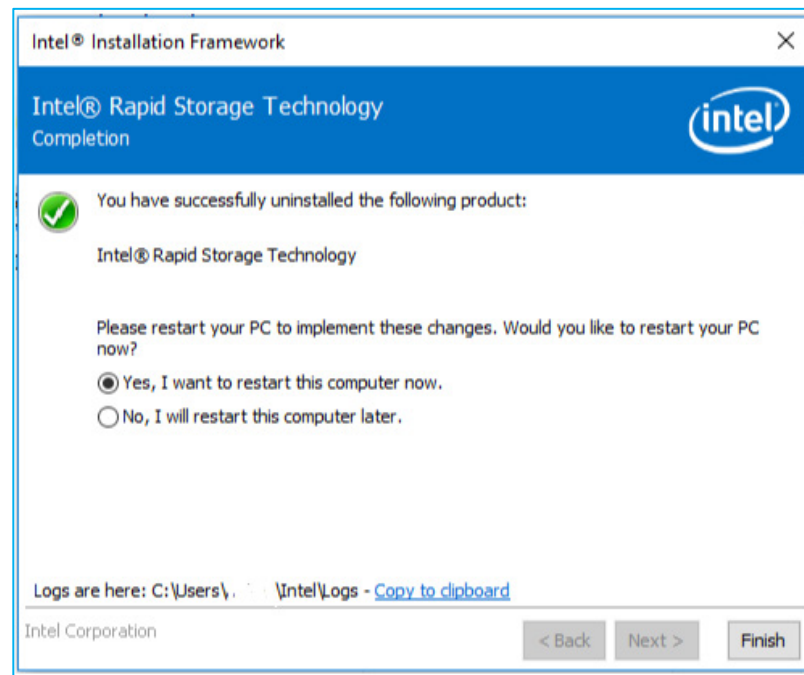 Intel® Installation Framework
Intel® Rapid Storage Technology
Completion
intel
You have successfully uninstalled the following product:
Intel® Rapid Storage Technology
Please restart your PC to implement these changes. Would you like to restart your PC
now?
Yes, I want to restart this computer now.
No, I will restart this computer later.
Logs are here: C:\Users\ \Intel\Logs - Copy to clipboard
Intel Corporation
< Back Next > Finish